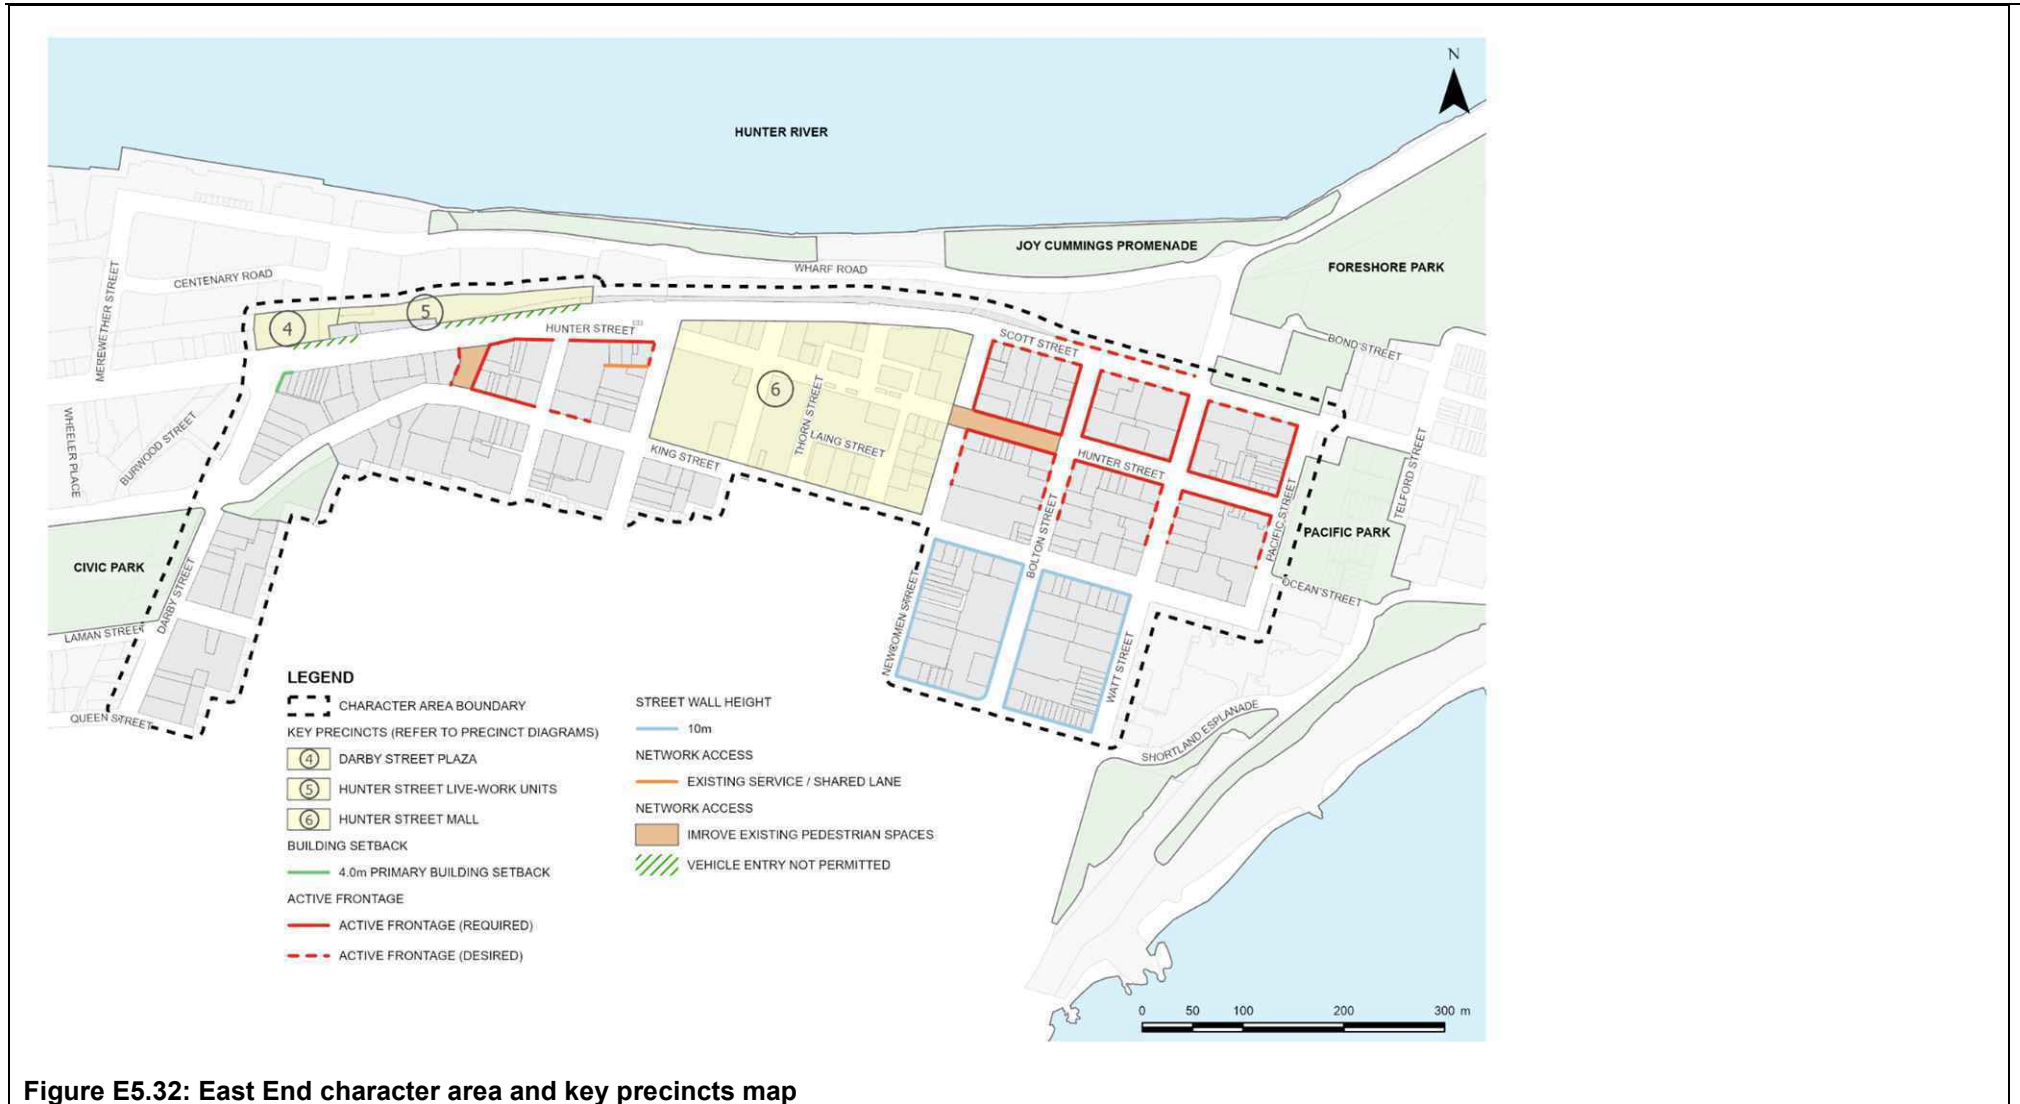 N
HUNTER RIVER
JOY CUMMINGS PROMENADE
FORESHORE PARK
WHARF ROAD
CENTENARY ROAD
MEREWETHER STREET
4
5
HUNTER STREET
SCOTT STREET
BOND STREET
6
THORN STREET
LAING STREET
KING STREET
HUNTER STREET
BURWOOD STREET
WHEELER PLACE
TELFORD STREET
PACIFIC STREET
PACIFIC PARK
BOLTON STREET
OCEAN STREET
CIVIC PARK
DARBY STREET
LAMAN STREET
NEWCOMEN STREET
WATT STREET
QUEEN STREET
SHORTLAND ESPLANADE
LEGEND
CHARACTER AREA BOUNDARY
KEY PRECINCTS (REFER TO PRECINCT DIAGRAMS)
4 DARBY STREET PLAZA
5 HUNTER STREET LIVE-WORK UNITS
6 HUNTER STREET MALL
BUILDING SETBACK
4.0m PRIMARY BUILDING SETBACK
ACTIVE FRONTAGE
ACTIVE FRONTAGE (REQUIRED)
ACTIVE FRONTAGE (DESIRED)
STREET WALL HEIGHT
10m
NETWORK ACCESS
EXISTING SERVICE / SHARED LANE
NETWORK ACCESS
IMROVE EXISTING PEDESTRIAN SPACES
VEHICLE ENTRY NOT PERMITTED
0 50 100 200 300 m
Figure E5.32: East End character area and key precincts map